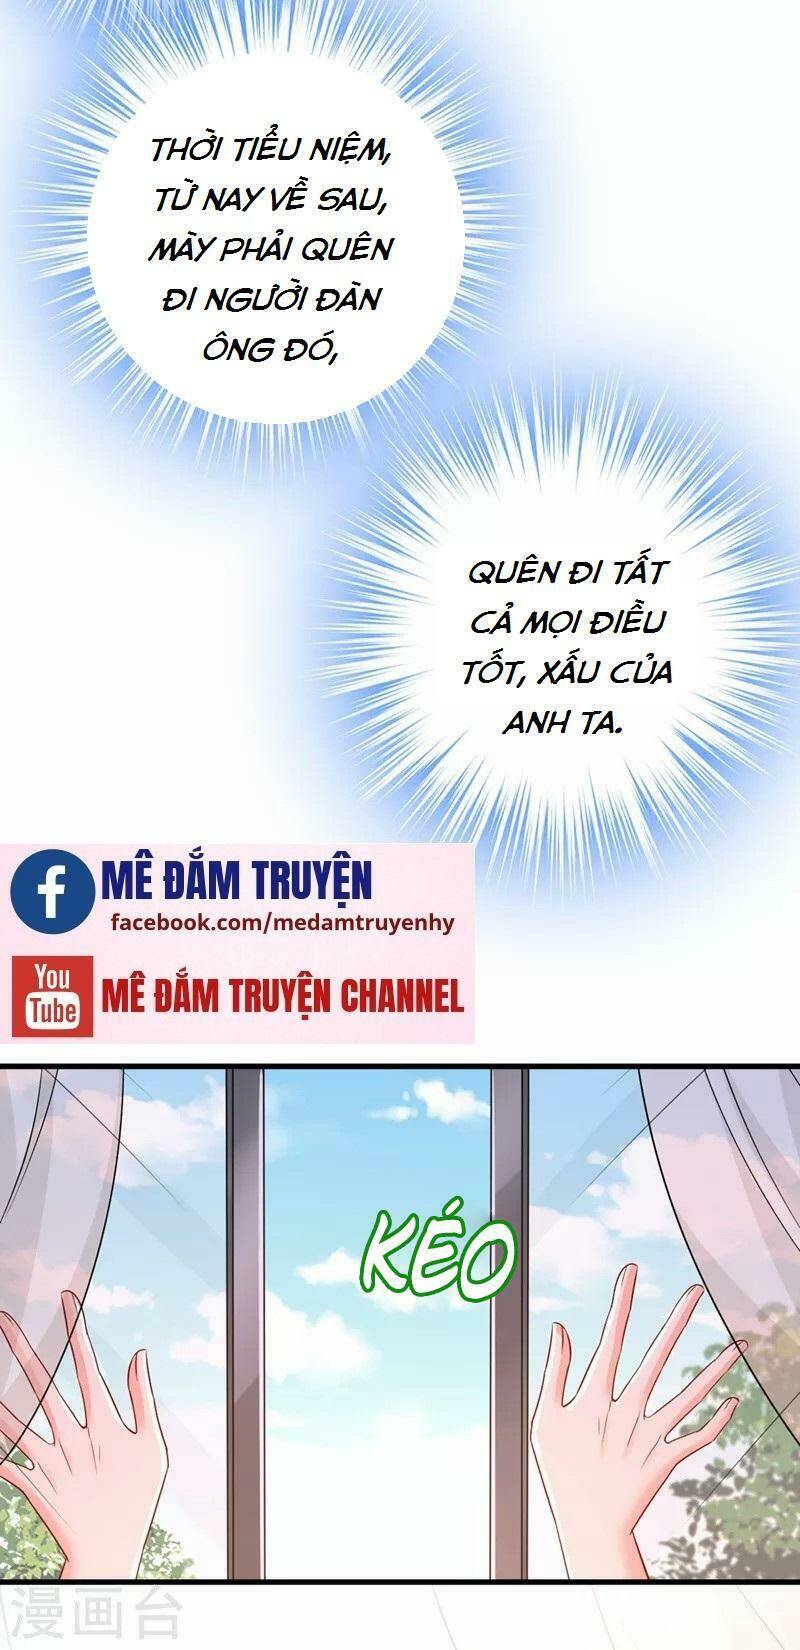 THỜI TIỂU NIỆM,
TỪ NAY VỀ SAU,
MÀY PHẢI QUÊN
ĐI NGƯỜI ĐÀN
ÔNG ĐÓ,
QUÊN ĐI TẤT
CẢ MỌI ĐIỀU
TỐT, XẤU CỦA
ANH TA.
f MÊ ĐẮM TRUYỆN
facebook.com/medamtruyenhy
You
Tube
MÊ ĐẮM TRUYỆN CHANNEL
KÉO
漫画台